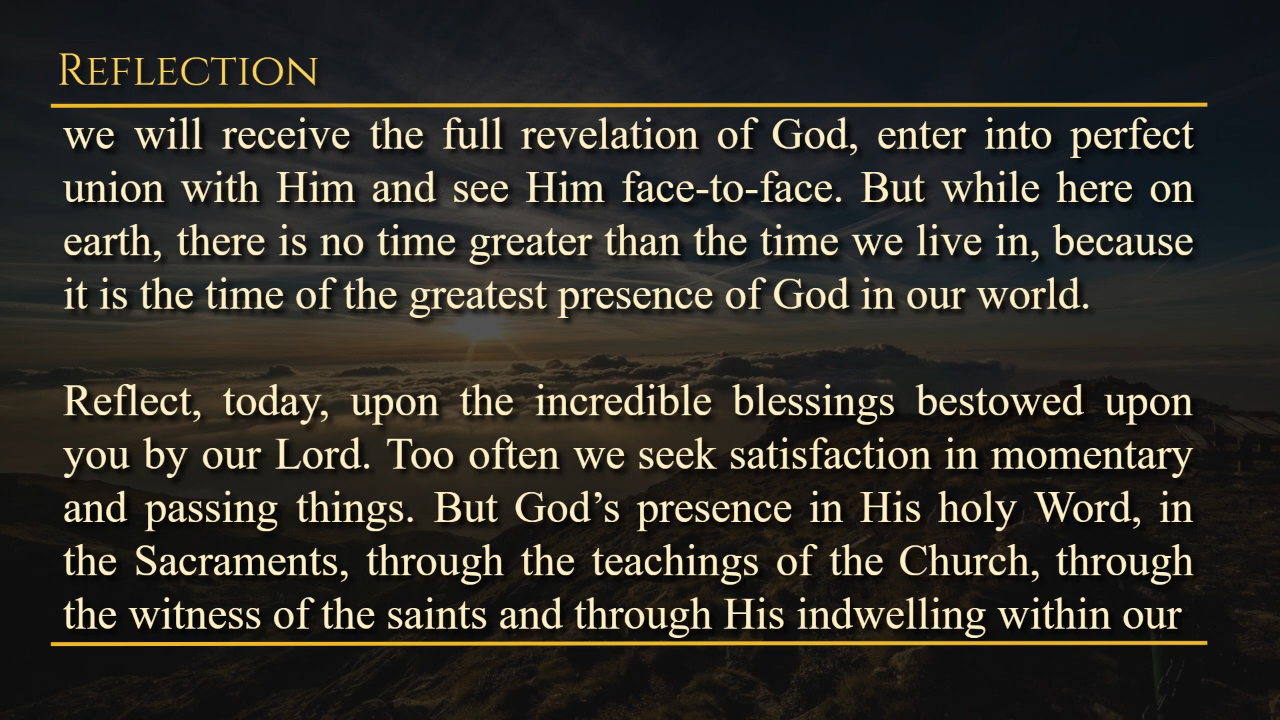 Reflection
we will receive the full revelation of God, enter into perfect
union with Him and see Him face-to-face. But while here on
earth, there is no time greater than the time we live in, because
it is the time of the greatest presence of God in our world.
Reflect, today, upon the incredible blessings bestowed upon
you by our Lord. Too often we seek satisfaction in momentary
and passing things. But God’s presence in His holy Word, in
the Sacraments, through the teachings of the Church, through
the witness of the saints and through His indwelling within our